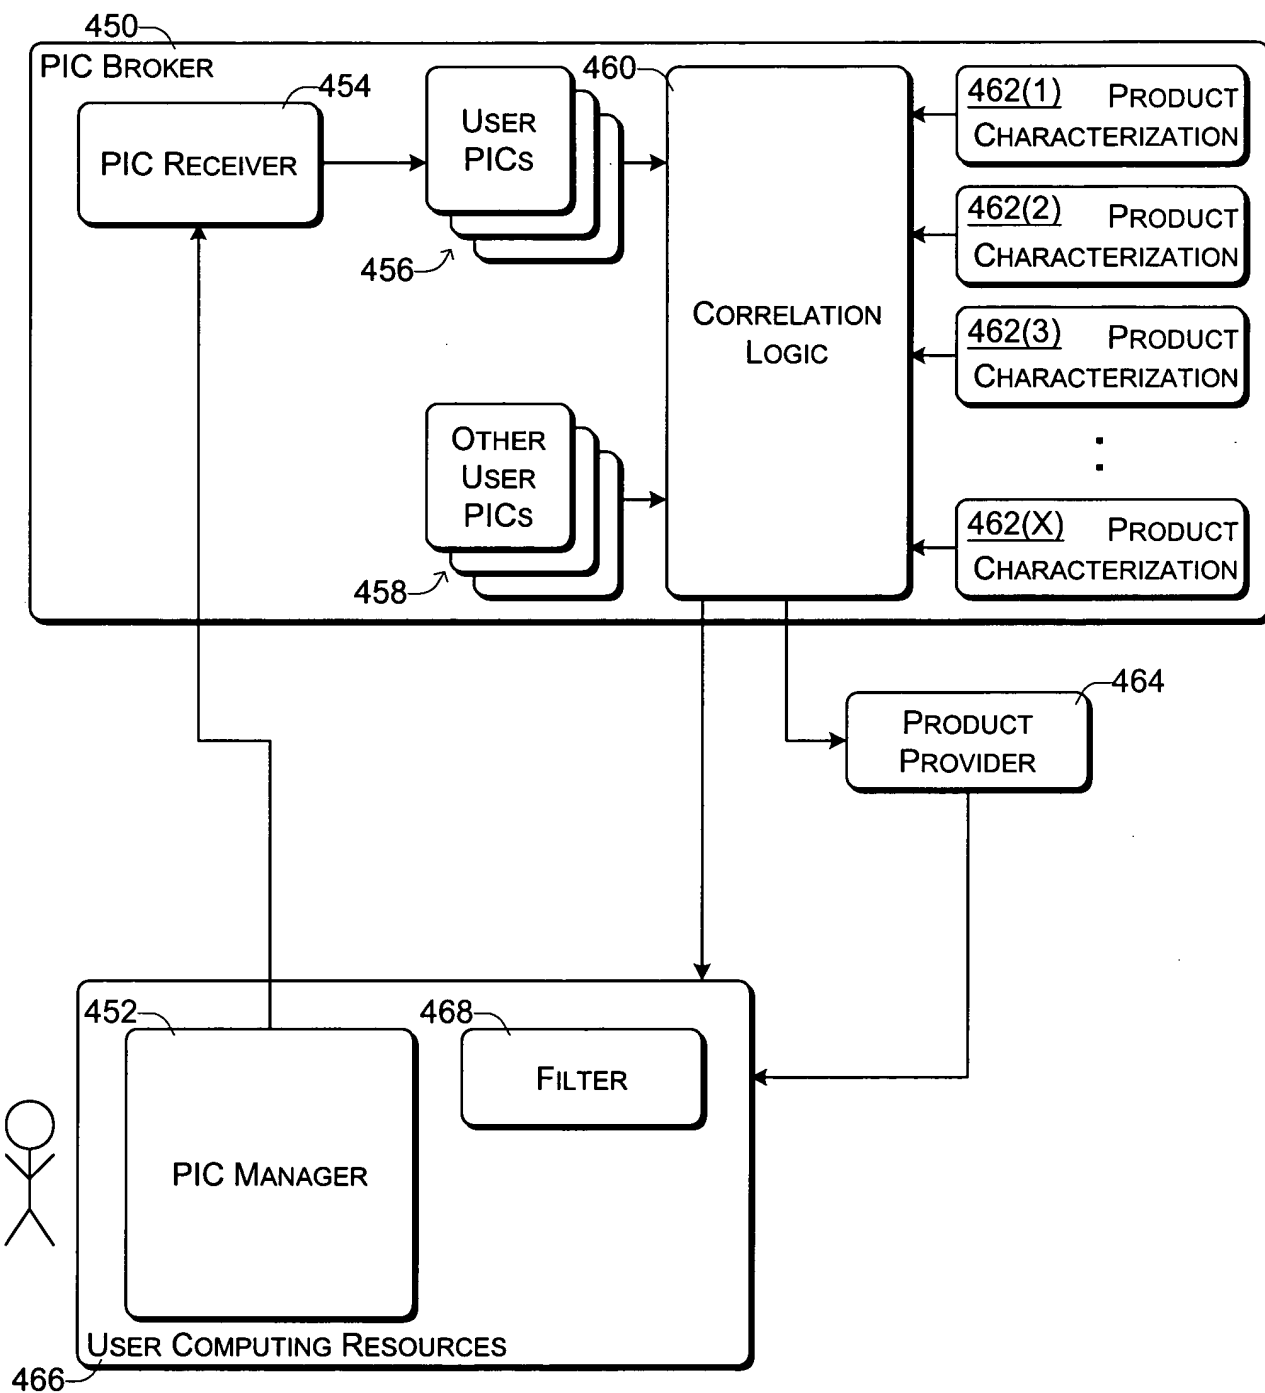 450
PIC BROKER
454
PIC RECEIVER
USER
PICS
456
460
CORRELATION
LOGIC
462(1) PRODUCT
CHARACTERIZATION
462(2) PRODUCT
CHARACTERIZATION
462(3) PRODUCT
CHARACTERIZATION
462(X) PRODUCT
CHARACTERIZATION
OTHER
USER
PICS
458
464
PRODUCT
PROVIDER
452
PIC MANAGER
468
FILTER
USER COMPUTING RESOURCES
466